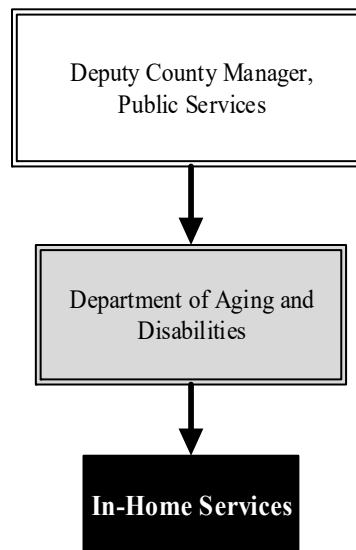 Deputy County Manager,
Public Services
Department of Aging and
Disabilities
In-Home Services